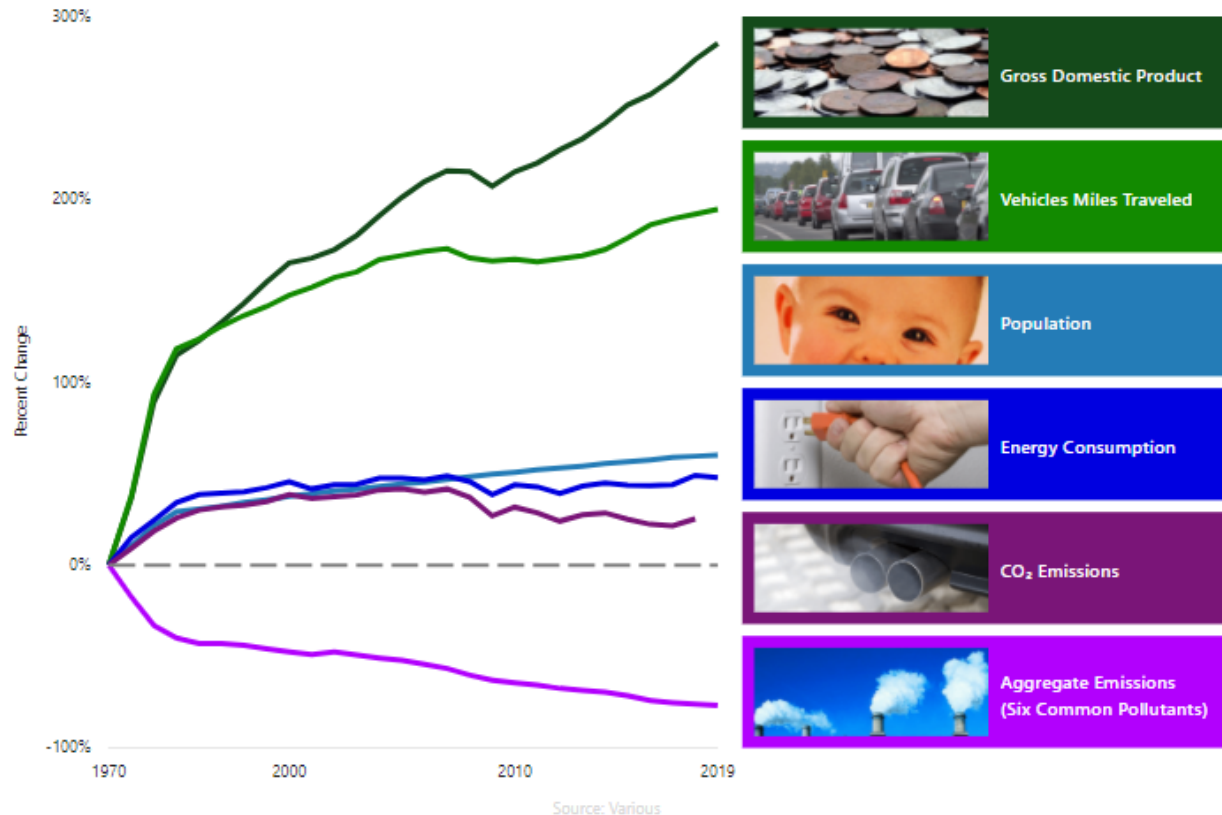 300%
200%
100%
0%
-100%
Percent Change
1970
2000
2010
2019
Source: Various
Gross Domestic Product
Vehicles Miles Traveled
Population
Energy Consumption
CO₂ Emissions
Aggregate Emissions
(Six Common Pollutants)